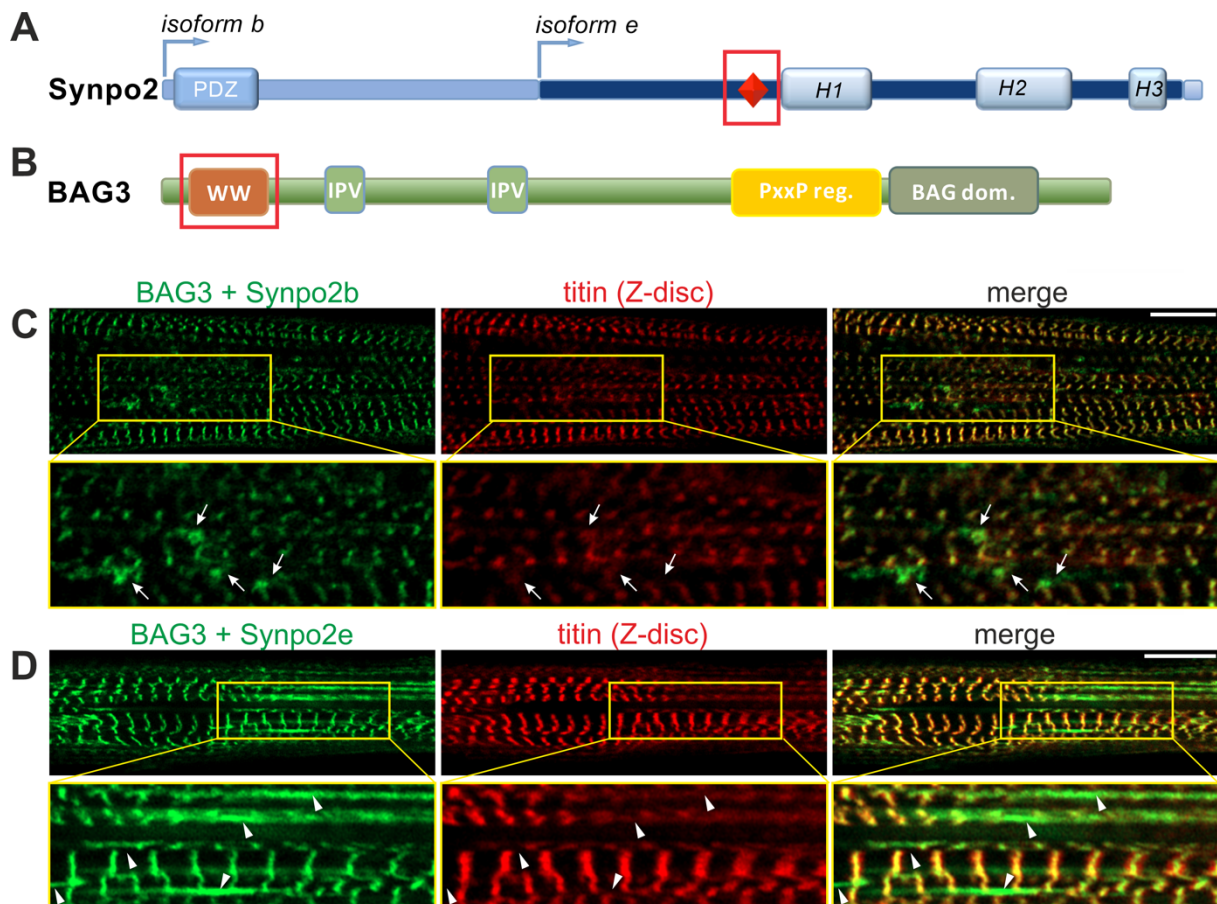 A
isoform b
isoform e
Synpo2
PDZ
H1
H2
H3
B
BAG3
WW
IPV
IPV
PxxP reg.
BAG dom.
BAG3 + Synpo2b
titin (Z-disc)
merge
C
BAG3 + Synpo2e
titin (Z-disc)
merge
D